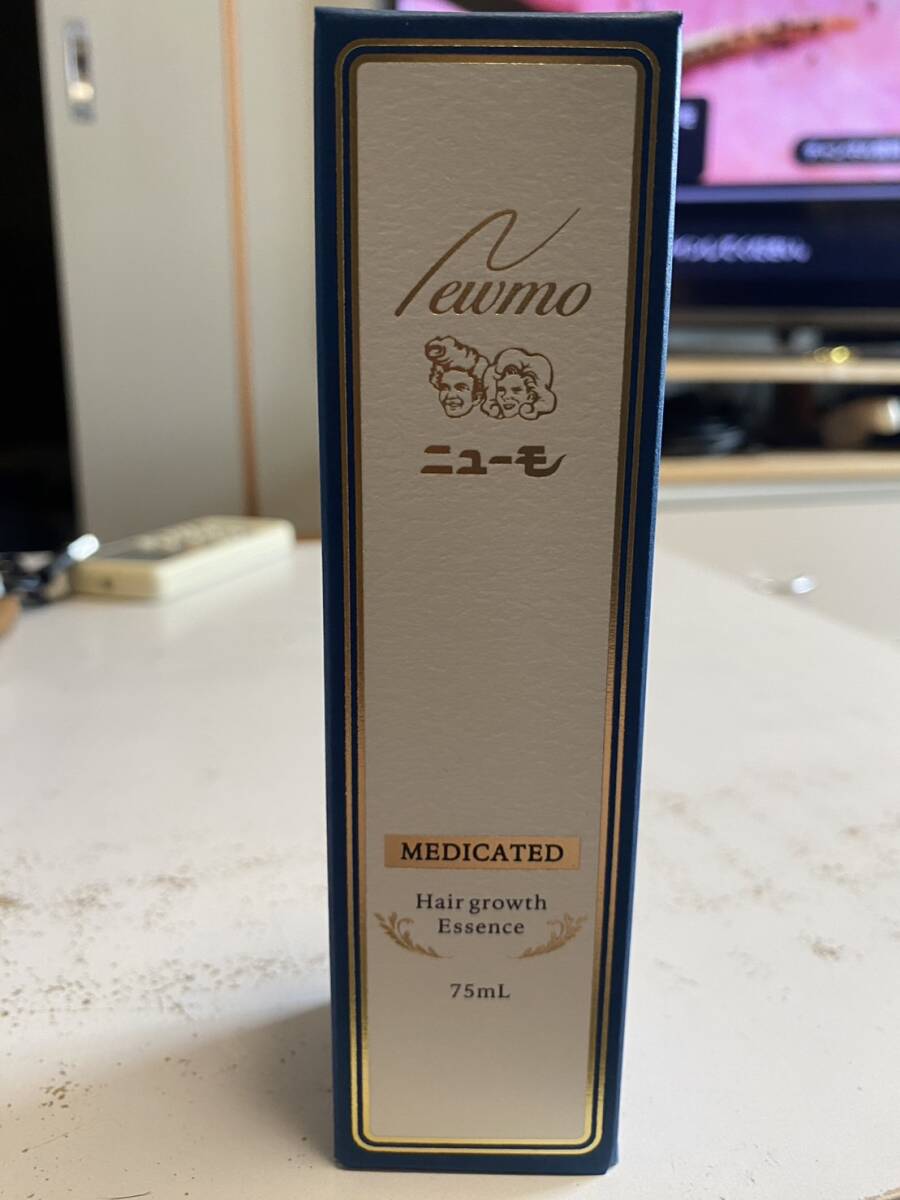 Newmo
ニューモ
MEDICATED
Hair growth
Essence
75mL